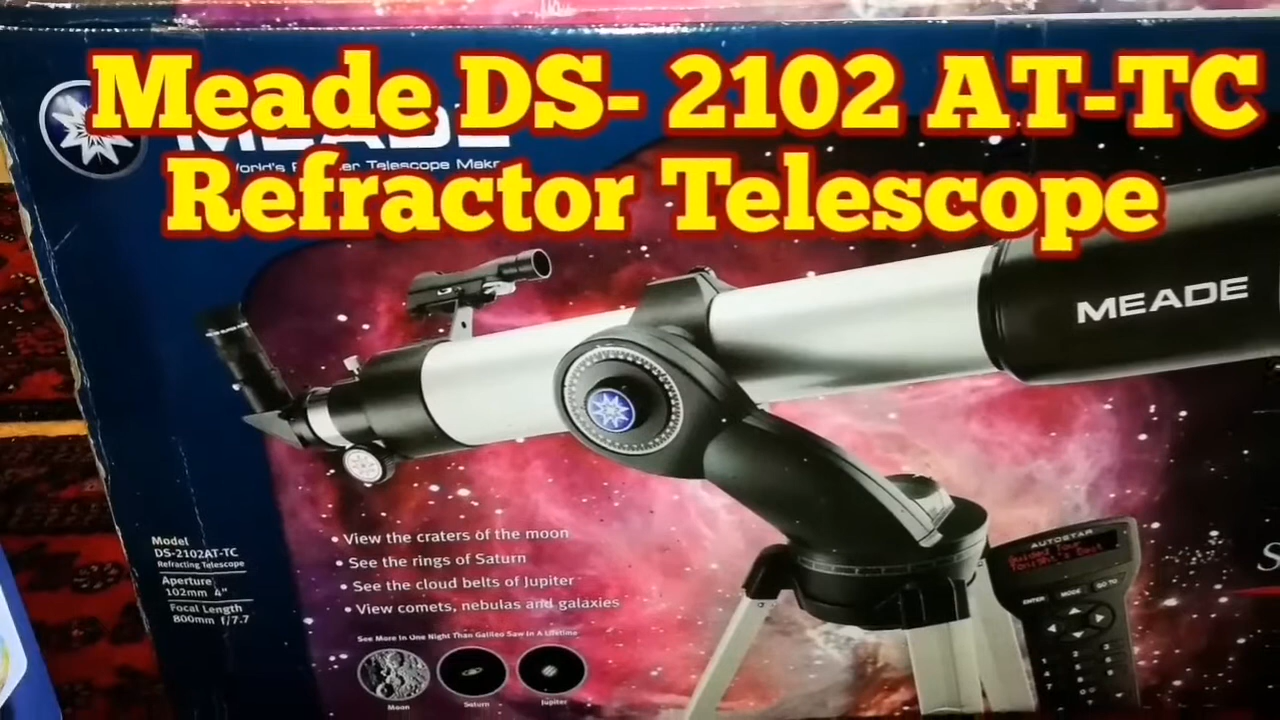 Meade DS- 2102 AT-TC
Refractor Telescope
MEADE
Telescope
MEADE
Model
DS-2102AT-TC
Refracting Telescope
Aperture
102mm 4"
Focal Length
800mm f/7.7
• View the craters of the moon
• See the rings of Saturn
• See the cloud belts of Jupiter
• View comets, nebulas and galaxies
See More In One Night Than Galileo Saw In A Lifetime
Moon
Saturn
Jupiter
AUTOSTAR
ENTER
MODE
GO TO